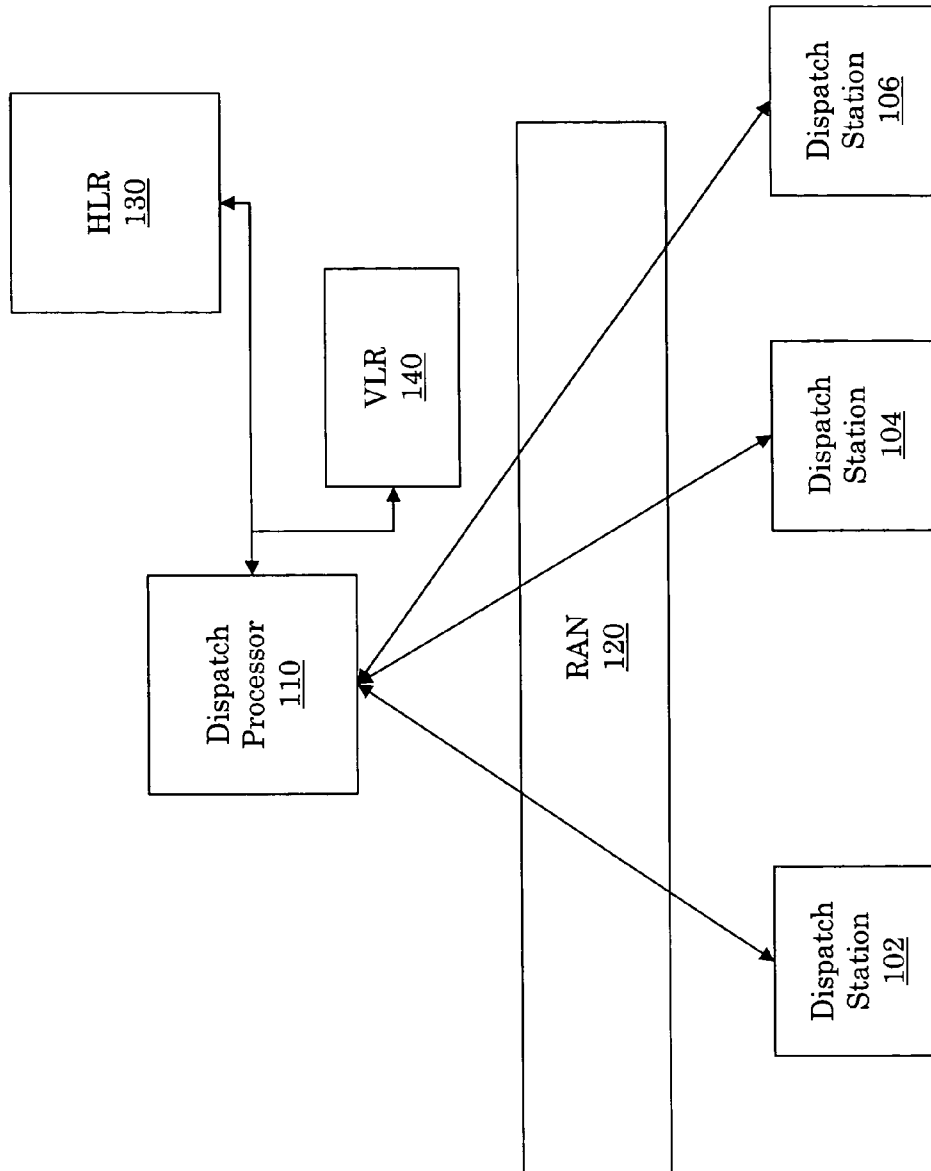 HLR
130
VLR
140
Dispatch
Processor
110
RAN
120
Dispatch
Station
102
Dispatch
Station
104
Dispatch
Station
106